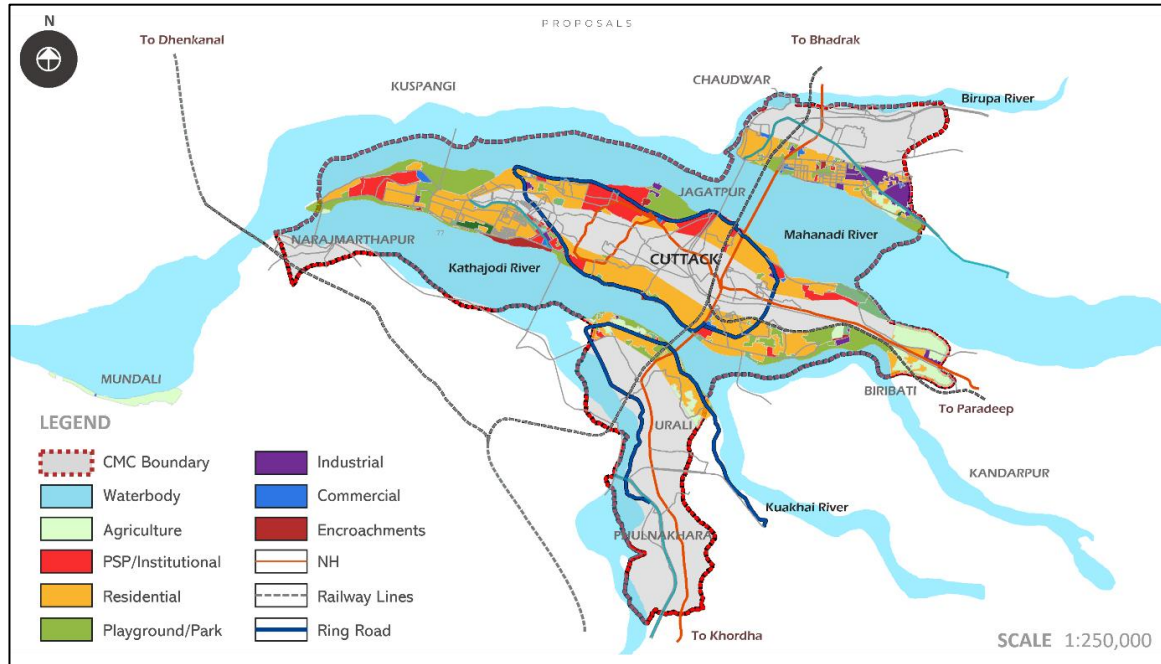 PROPOSALS
N
To Dhenkanal
To Bhadrak
KUSPANGI
CHAUDWAR
Birupa River
JAGATPUR
Mahanadi River
NARAJMARTHAPUR
Kathajodi River
CUTTACK
MUNDALI
BIRIBATI
To Paradeep
URALI
KANDARPUR
Kuakhai River
PHULNAKHARA
To Khordha
LEGEND
CMC Boundary
Waterbody
Agriculture
PSP/Institutional
Residential
Playground/Park
Industrial
Commercial
Encroachments
NH
Railway Lines
Ring Road
SCALE 1:250,000